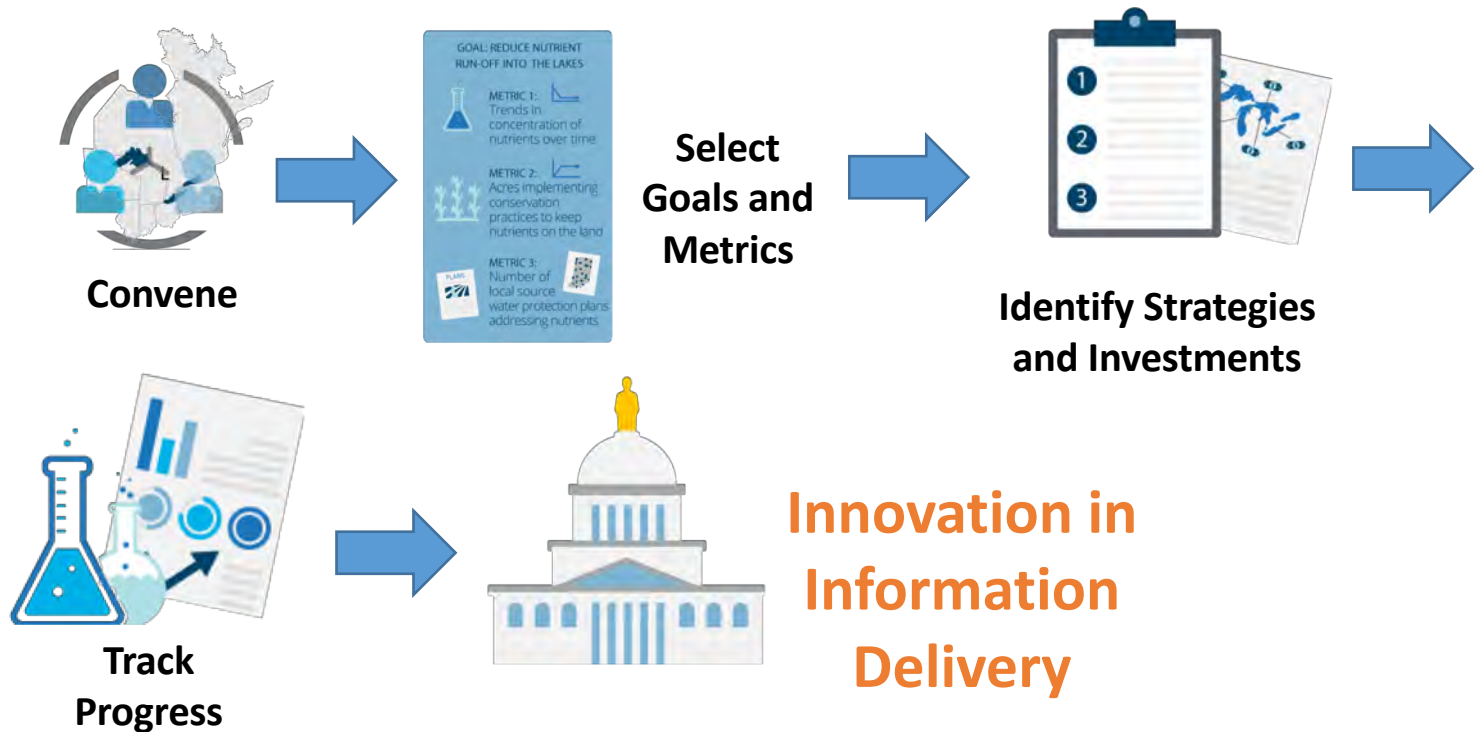 Convene
GOAL: REDUCE NUTRIENT
RUN-OFF INTO THE LAKES
METRIC 1:
Trends in
concentration of
nutrients over time
METRIC 2:
Acres implementing
conservation
practices to keep
nutrients on the land
METRIC 3:
Number of
local source
water protection plans
addressing nutrients
PLANS
Select
Goals and
Metrics
1
2
3
Identify Strategies
and Investments
Track
Progress
Innovation in
Information
Delivery